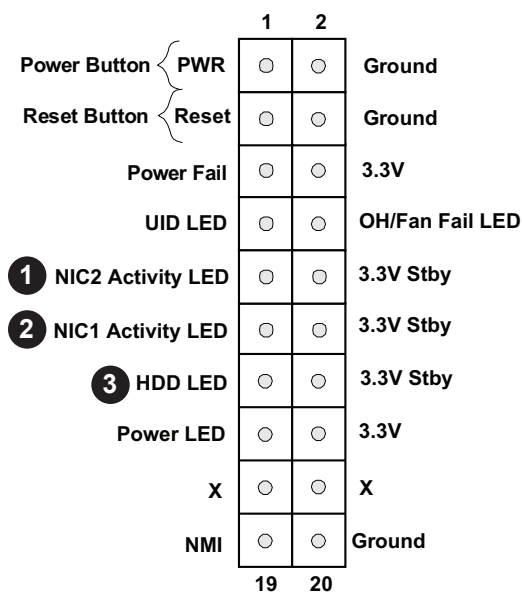 1 2
Power Button PWR Ground
Reset Button Reset Ground
Power Fail 3.3V
UID LED OH/Fan Fail LED
1 NIC2 Activity LED 3.3V Stby
2 NIC1 Activity LED 3.3V Stby
3 HDD LED 3.3V Stby
Power LED 3.3V
X X
NMI Ground
19 20